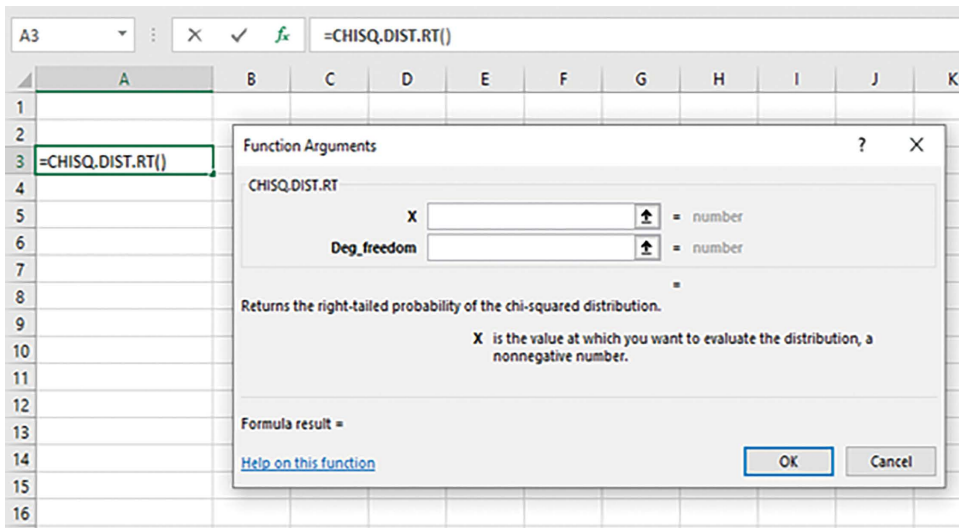 A3 =CHISQ.DIST.RT()
A B C D E F G H I J K
1
2
3 =CHISQ.DIST.RT()
4
5
6
7
8
9
10
11
12
13
14
15
16
Function Arguments ? ×
CHISQ.DIST.RT
X = number
Deg_freedom = number
=
Returns the right-tailed probability of the chi-squared distribution.
X is the value at which you want to evaluate the distribution, a
nonnegative number.
Formula result =
Help on this function OK Cancel